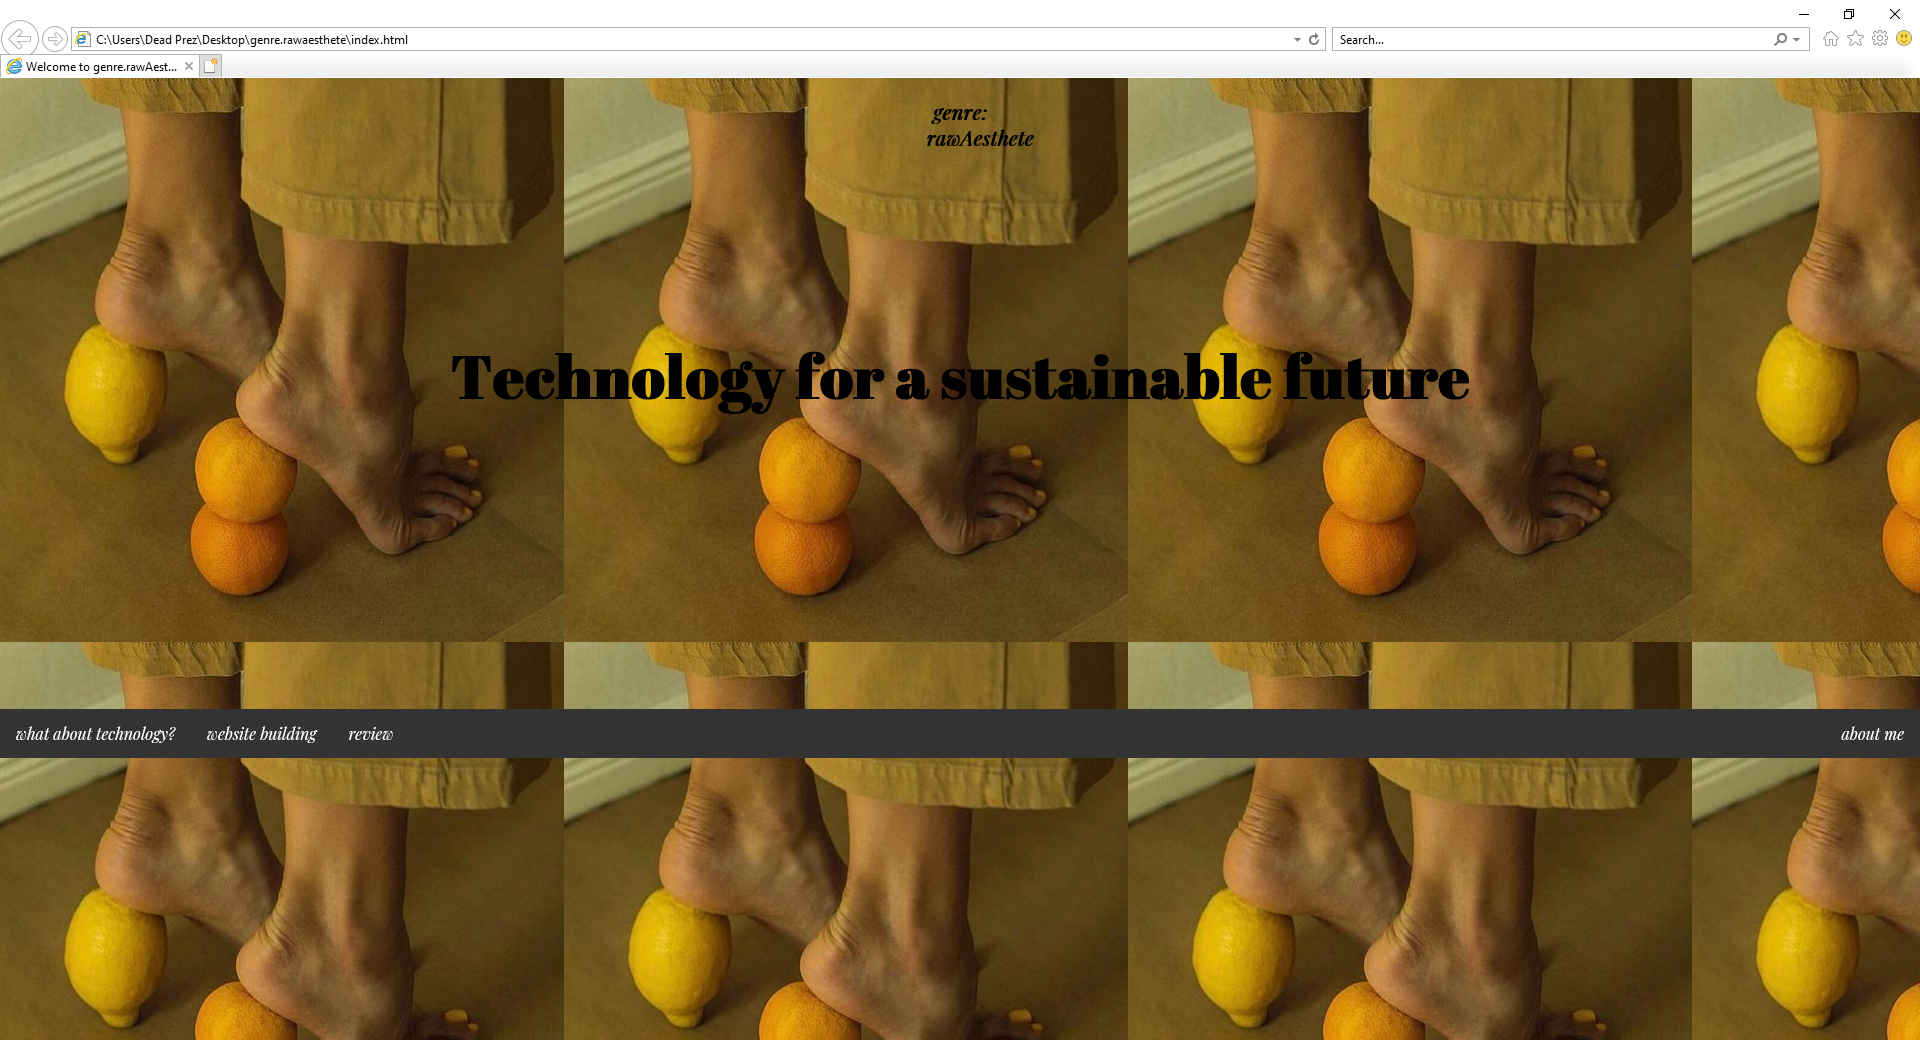 C:\Users\Dead Prez\Desktop\genre.rawaesthete\index.html
Search...
Welcome to genre.rawAest...
genre:
rawAesthete
Technology for a sustainable future
what about technology? website building review about me